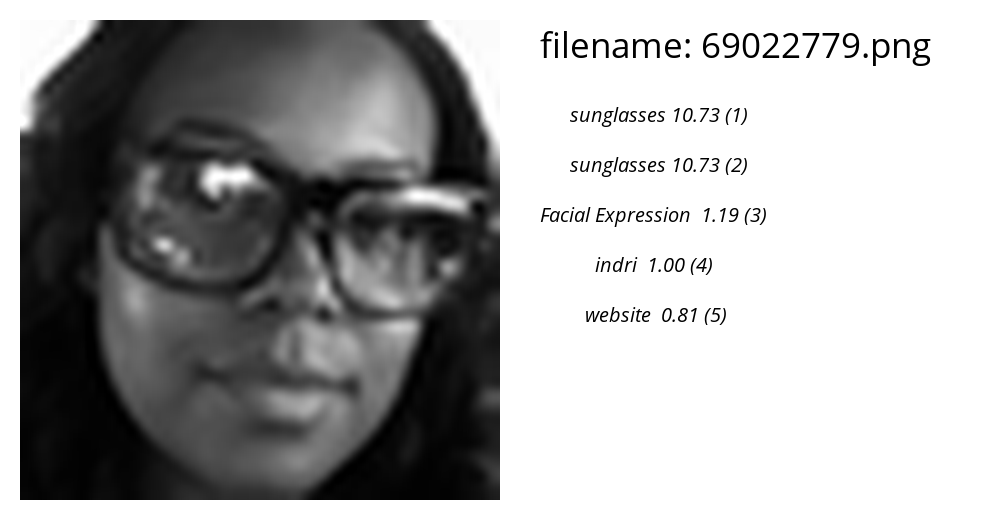 filename: 69022779.png
sunglasses 10.73 (1)
sunglasses 10.73 (2)
Facial Expression 1.19 (3)
indri 1.00 (4)
website 0.81 (5)